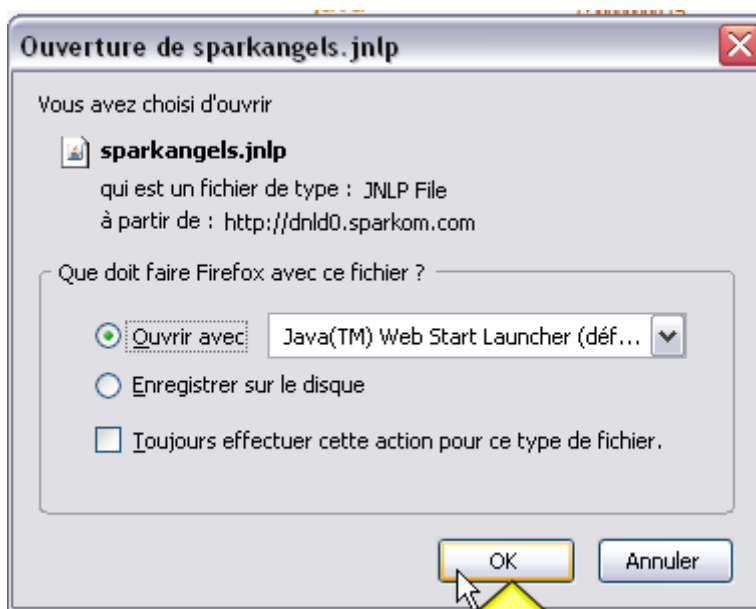 Ouverture de sparkangels.jnlp
Vous avez choisi d'ouvrir
sparkangels.jnlp
qui est un fichier de type : JNLP File
à partir de : http://dnld0.sparkom.com
Que doit faire Firefox avec ce fichier ?
Ouvrir avec Java(TM) Web Start Launcher (déf...
Enregistrer sur le disque
Toujours effectuer cette action pour ce type de fichier.
OK Annuler